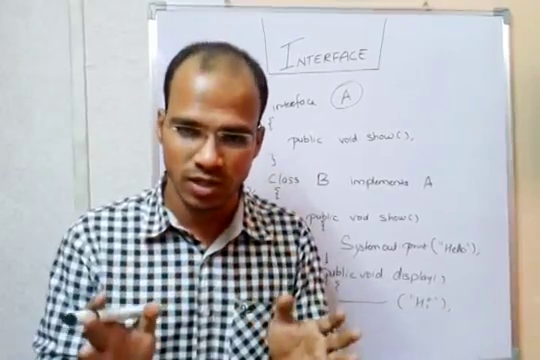 INTERFACE
interface A
{
public void show();
}
Class B implements A
{
public void show()
{
System.out.print("Hello");
}
public void display()
{
("Hi");